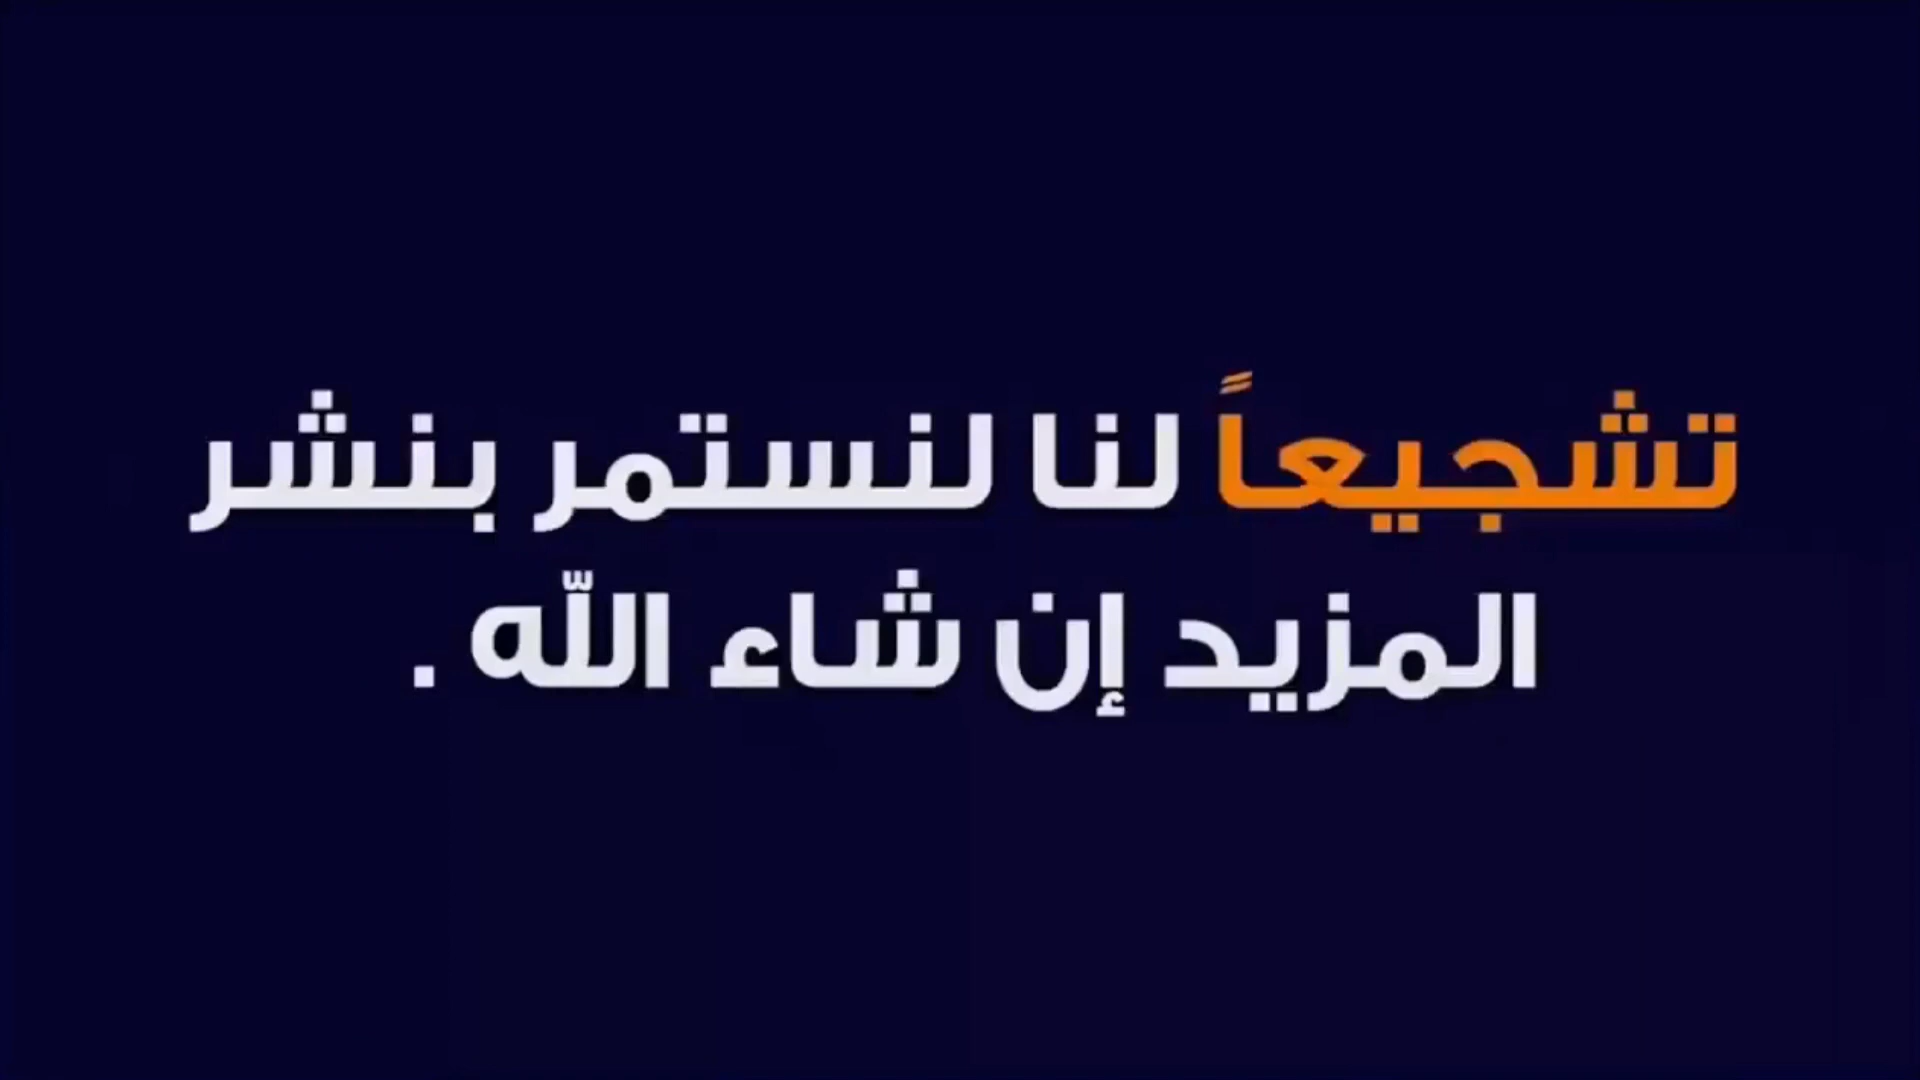 تشجيعاً لنا لنستمر بنشر
المزيد إن شاء اللّه .